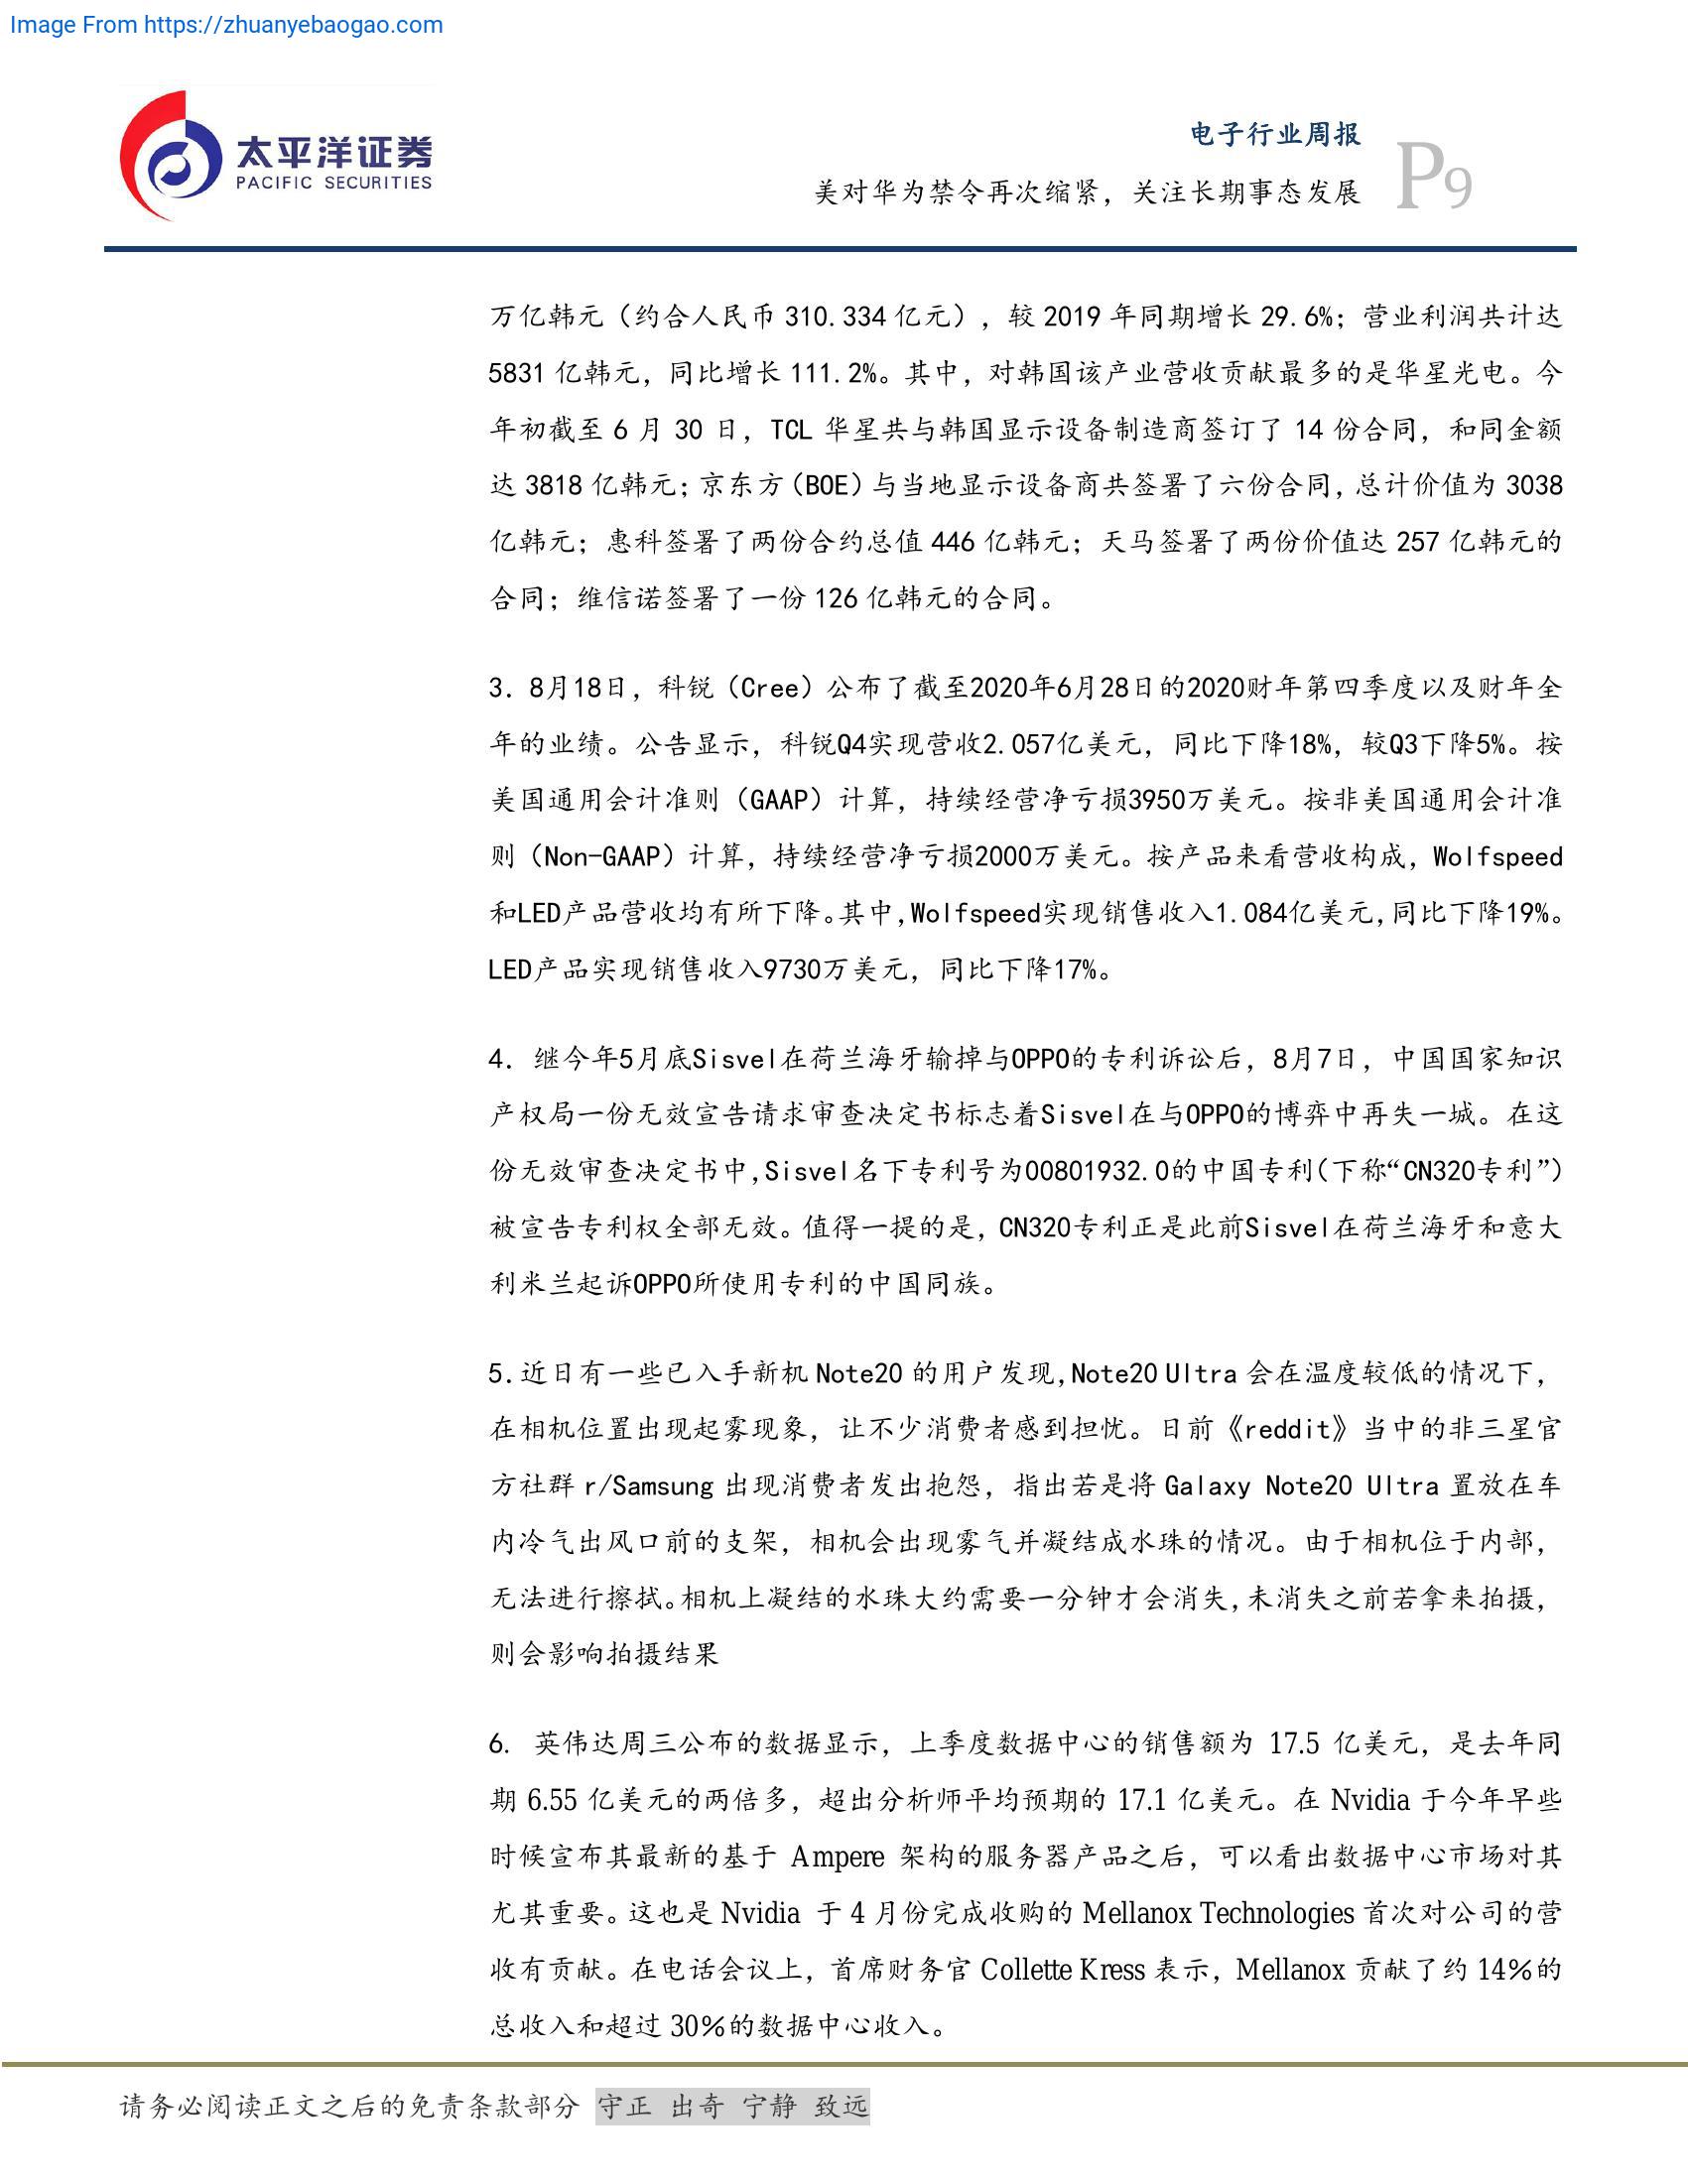 Image From https://zhuanyebaogao.com
太平洋证券
PACIFIC SECURITIES
电子行业周报
美对华为禁令再次缩紧，关注长期事态发展
P9
万亿韩元（约合人民币 310.334 亿元），较 2019 年同期增长 29.6%；营业利润共计达
5831 亿韩元，同比增长 111.2%。其中，对韩国该产业营收贡献最多的是华星光电。今
年初截至 6 月 30 日，TCL 华星共与韩国显示设备制造商签订了 14 份合同，和同金额
达 3818 亿韩元；京东方（BOE）与当地显示设备商共签署了六份合同，总计价值为 3038
亿韩元；惠科签署了两份合约总值 446 亿韩元；天马签署了两份价值达 257 亿韩元的
合同；维信诺签署了一份 126 亿韩元的合同。
3. 8月18日，科锐（Cree）公布了截至2020年6月28日的2020财年第四季度以及财年全
年的业绩。公告显示，科锐Q4实现营收2.057亿美元，同比下降18%，较Q3下降5%。按
美国通用会计准则（GAAP）计算，持续经营净亏损3950万美元。按非美国通用会计准
则（Non-GAAP）计算，持续经营净亏损2000万美元。按产品来看营收构成，Wolfspeed
和LED产品营收均有所下降。其中，Wolfspeed实现销售收入1.084亿美元，同比下降19%。
LED产品实现销售收入9730万美元，同比下降17%。
4. 继今年5月底Sisvel在荷兰海牙输掉与OPPO的专利诉讼后，8月7日，中国国家知识
产权局一份无效宣告请求审查决定书标志着Sisvel在与OPPO的博弈中再失一城。在这
份无效审查决定书中，Sisvel名下专利号为00801932.0的中国专利（下称“CN320专利”）
被宣告专利权全部无效。值得一提的是，CN320专利正是此前Sisvel在荷兰海牙和意大
利米兰起诉OPPO所使用专利的中国同族。
5.近日有一些已入手新机 Note20 的用户发现,Note20 Ultra 会在温度较低的情况下，
在相机位置出现起雾现象，让不少消费者感到担忧。日前《reddit》当中的非三星官
方社群 r/Samsung 出现消费者发出抱怨，指出若是将 Galaxy Note20 Ultra 置放在车
内冷气出风口前的支架，相机会出现雾气并凝结成水珠的情况。由于相机位于内部，
无法进行擦拭。相机上凝结的水珠大约需要一分钟才会消失，未消失之前若拿来拍摄，
则会影响拍摄结果
6. 英伟达周三公布的数据显示，上季度数据中心的销售额为 17.5 亿美元，是去年同
期 6.55 亿美元的两倍多，超出分析师平均预期的 17.1 亿美元。在 Nvidia 于今年早些
时候宣布其最新的基于 Ampere 架构的服务器产品之后，可以看出数据中心市场对其
尤其重要。这也是 Nvidia 于 4 月份完成收购的 Mellanox Technologies 首次对公司的营
收有贡献。在电话会议上，首席财务官 Collette Kress 表示，Mellanox 贡献了约 14%的
总收入和超过 30%的数据中心收入。
请务必阅读正文之后的免责条款部分 守正 出奇 宁静 致远